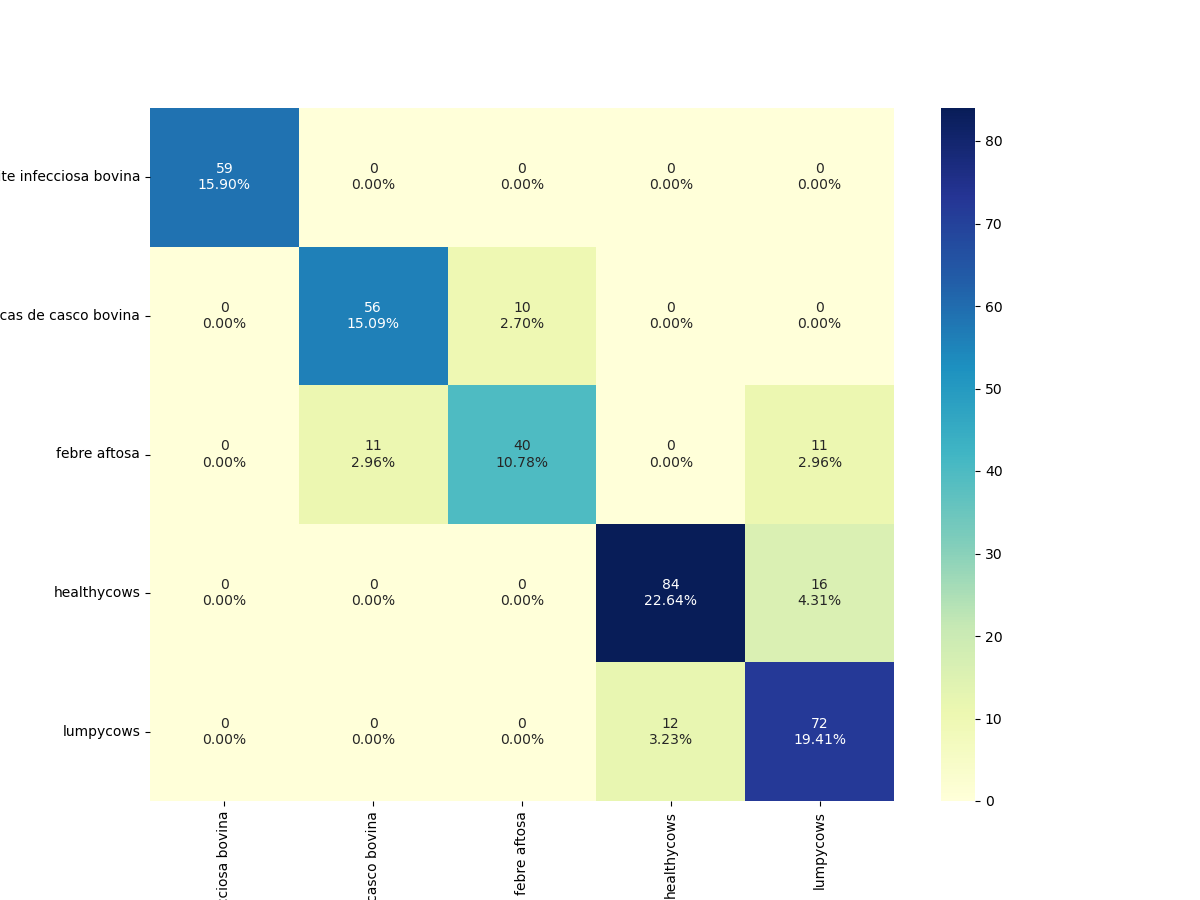 te infecciosa bovina
59 0 0 0 0
15.90% 0.00% 0.00% 0.00% 0.00%
cas de casco bovina
0 56 10 0 0
0.00% 15.09% 2.70% 0.00% 0.00%
febre aftosa
0 11 40 0 11
0.00% 2.96% 10.78% 0.00% 2.96%
healthycows
0 0 0 84 16
0.00% 0.00% 0.00% 22.64% 4.31%
lumpycows
0 0 0 12 72
0.00% 0.00% 0.00% 3.23% 19.41%
cciosa bovina
casco bovina
febre aftosa
healthycows
lumpycows
80
70
60
50
40
30
20
10
0